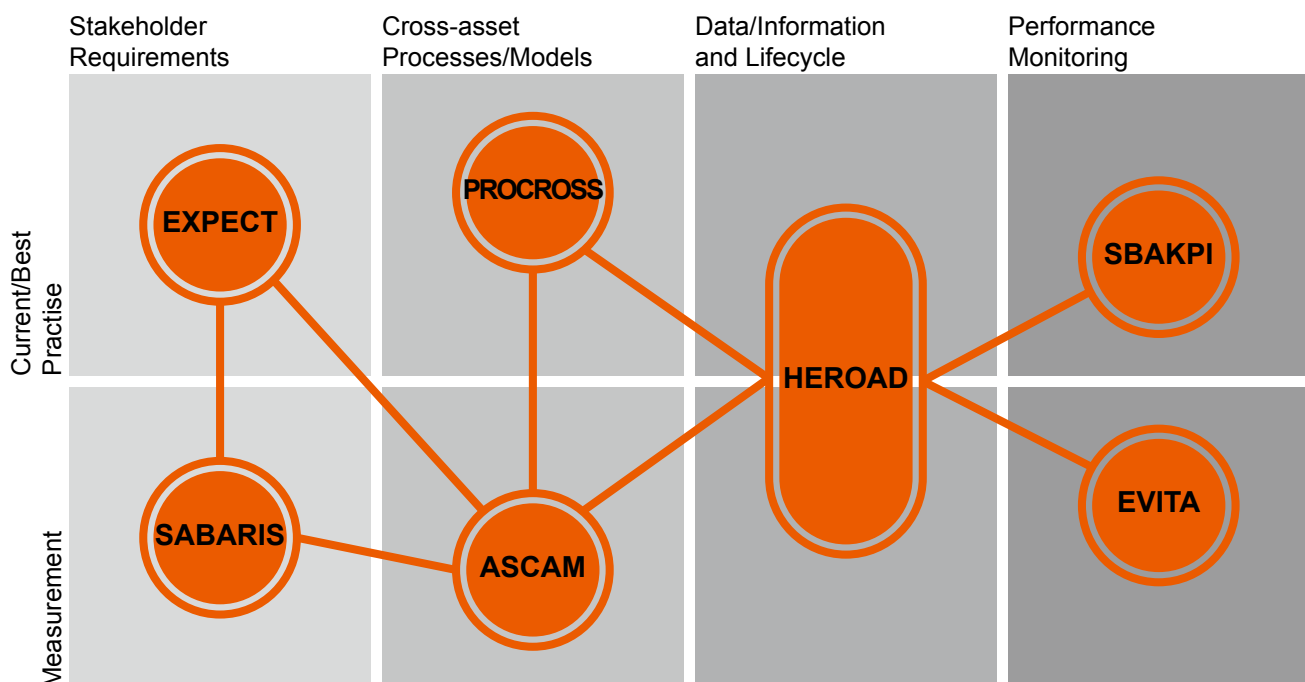 Stakeholder
Requirements
Cross-asset
Processes/Models
Data/Information
and Lifecycle
Performance
Monitoring
Current/Best
Practise
EXPECT
PROCROSS
HEROAD
SBAKPI
Measurement
SABARIS
ASCAM
EVITA